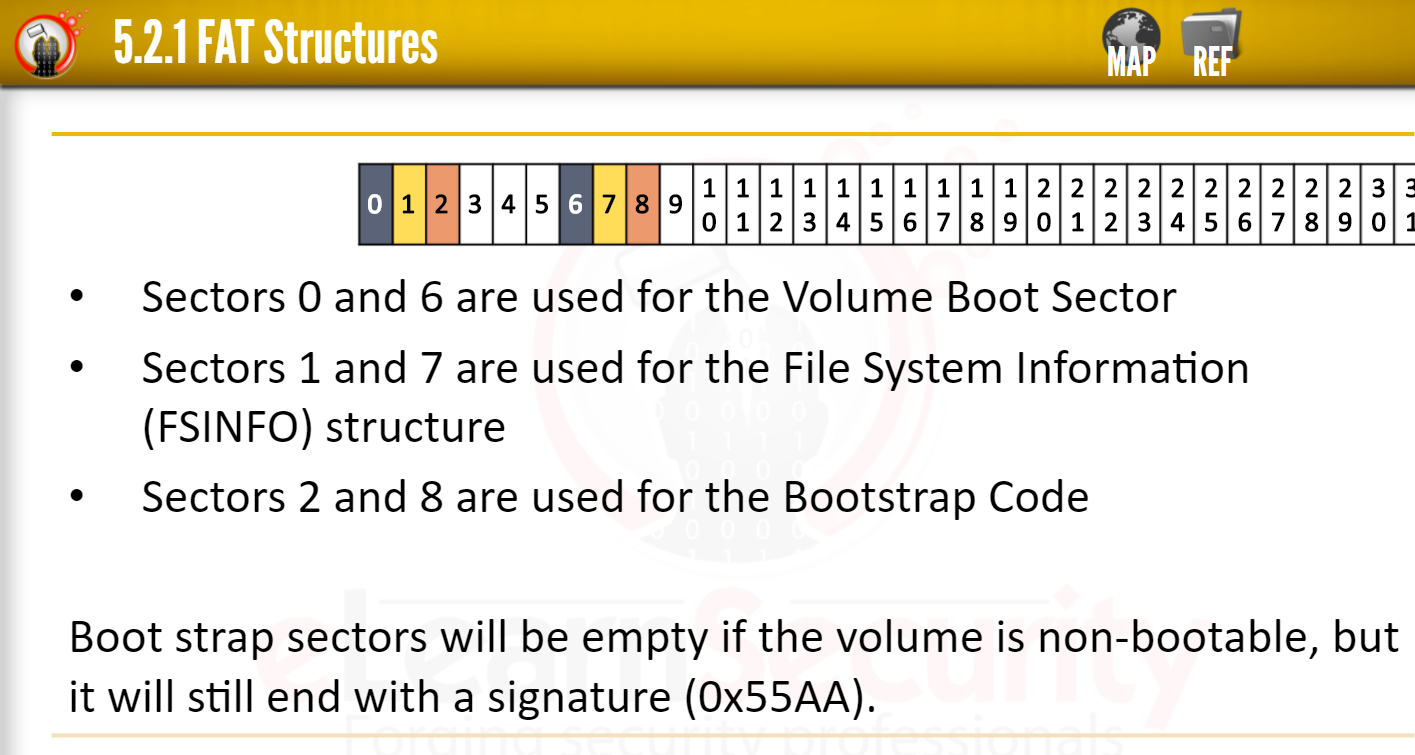 5.2.1 FAT Structures
MAP REF
0 1 2 3 4 5 6 7 8 9 10 11 12 13 14 15 16 17 18 19 20 21 22 23 24 25 26 27 28 29 30 31
• Sectors 0 and 6 are used for the Volume Boot Sector
• Sectors 1 and 7 are used for the File System Information
(FSINFO) structure
• Sectors 2 and 8 are used for the Bootstrap Code
Boot strap sectors will be empty if the volume is non-bootable, but
it will still end with a signature (0x55AA).
eLearnSecurity
Forging security professionals